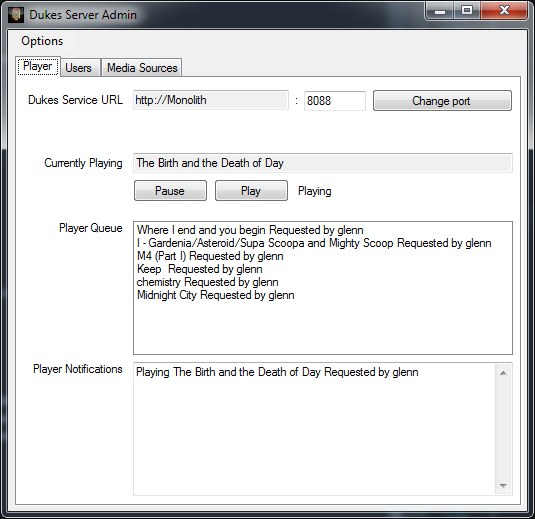 Dukes Server Admin
Options
Player Users Media Sources
Dukes Service URL http://Monolith : 8088 Change port
Currently Playing The Birth and the Death of Day
Pause Play Playing
Player Queue
Where I end and you begin Requested by glenn
I - Gardenia/Asteroid/Supa Scoopa and Mighty Scoop Requested by glenn
M4 (Part I) Requested by glenn
Keep  Requested by glenn
chemistry Requested by glenn
Midnight City Requested by glenn
Player Notifications
Playing The Birth and the Death of Day Requested by glenn